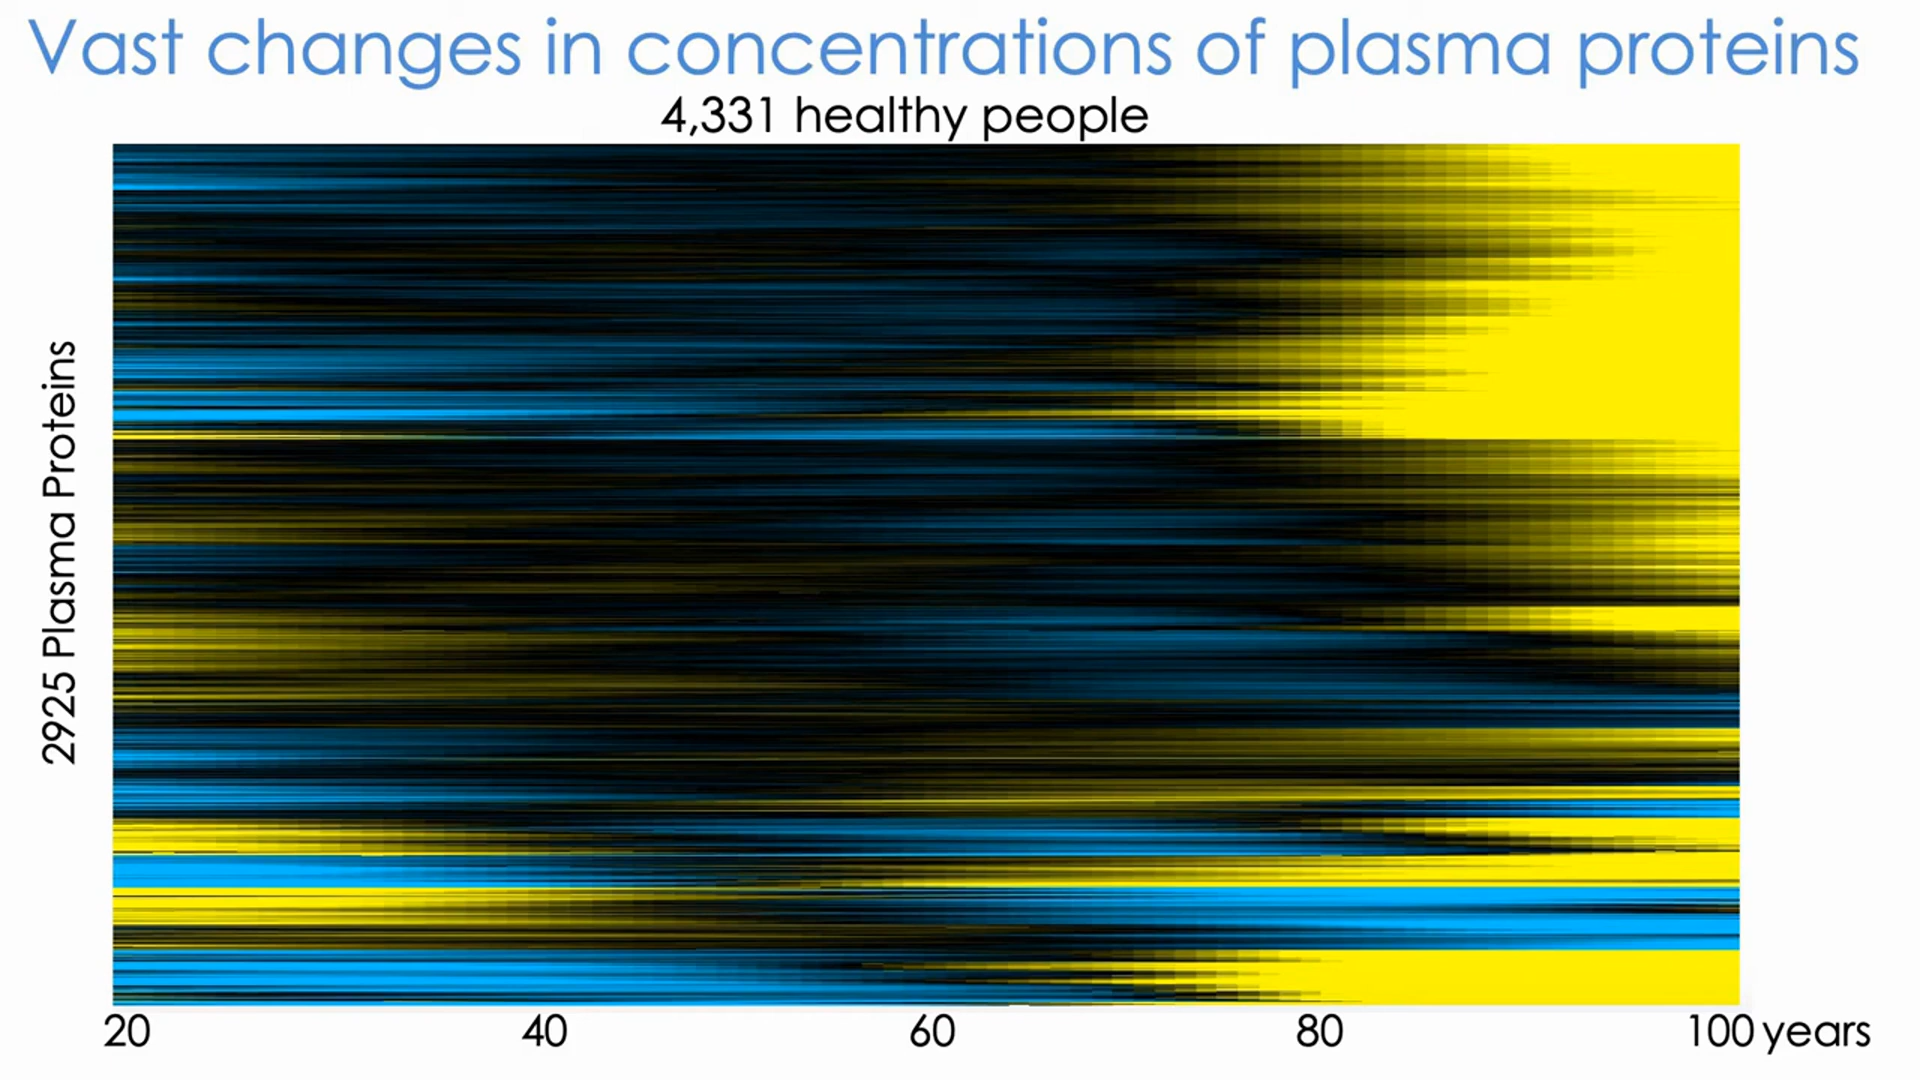 Vast changes in concentrations of plasma proteins
4,331 healthy people
2925 Plasma Proteins
20 40 60 80 100 years